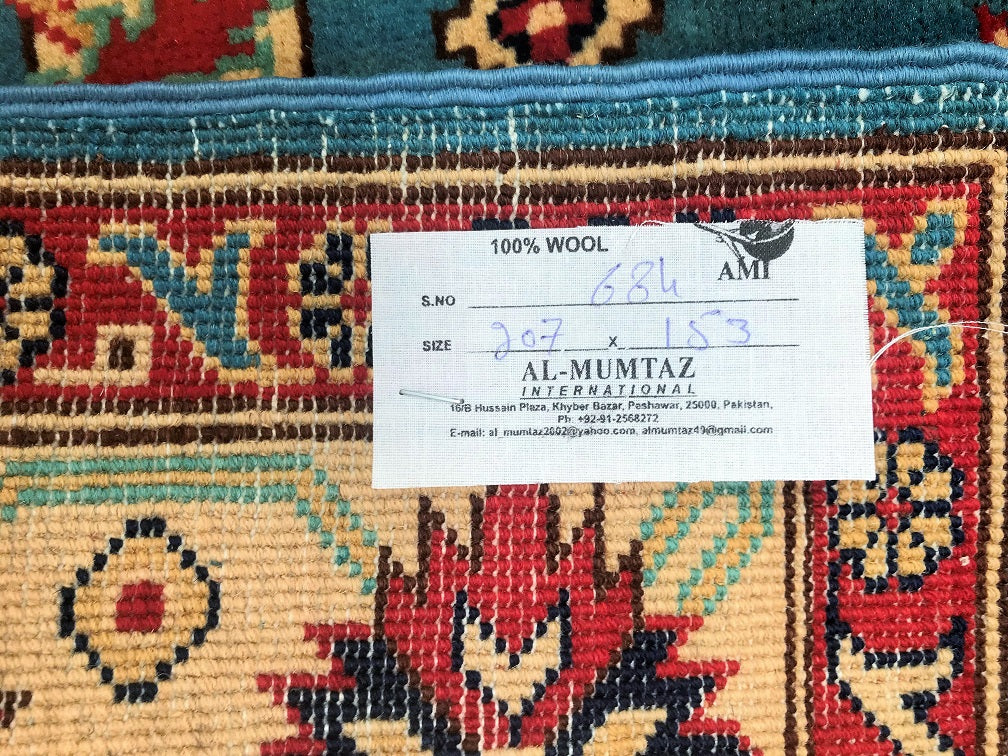 100% WOOL
AMI
S.NO 684
SIZE 207 x 153
AL-MUMTAZ
INTERNATIONAL
16/B Hussain Plaza, Khyber Bazar, Peshawar, 25000, Pakistan,
Ph: +92-91-2568272
E-mail: al_mumtaz2002@yahoo.com, almumtaz49@gmail.com